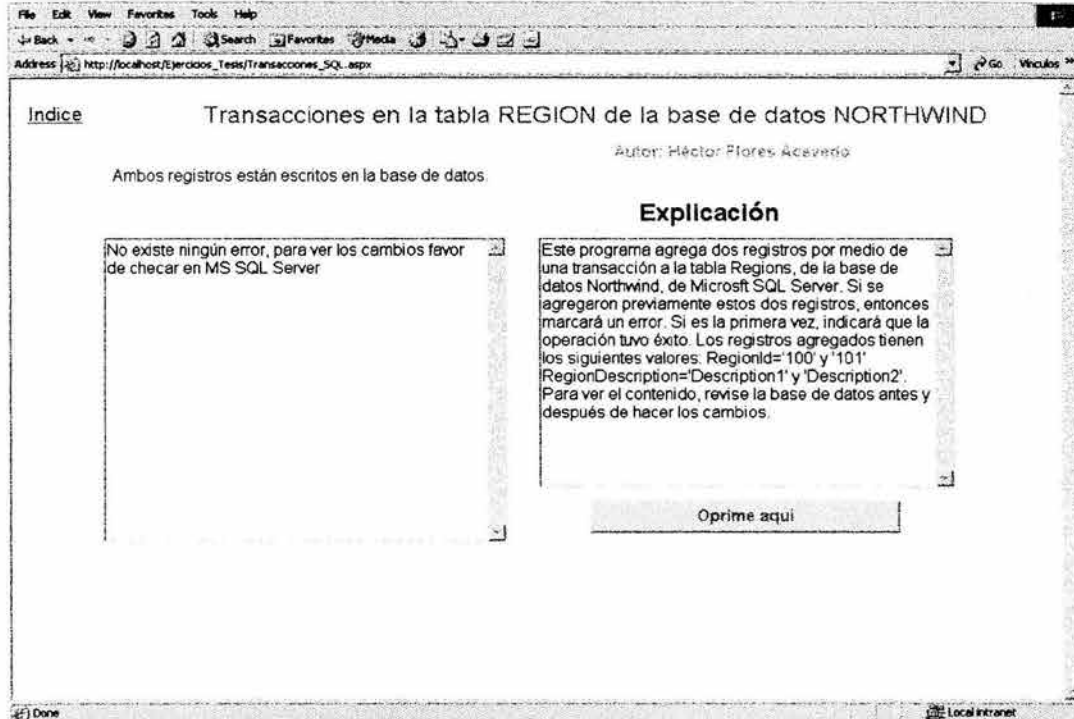 File Edit View Favorites Tools Help
Back Search Favorites Media
Address http://localhost/Ejercicios_Tesis/Transacciones_SQL.aspx Go Vínculos »
Indice
Transacciones en la tabla REGION de la base de datos NORTHWIND
Autor: Héctor Flores Acevedo
Ambos registros están escritos en la base de datos.
Explicación
No existe ningún error, para ver los cambios favor
de checar en MS SQL Server
Este programa agrega dos registros por medio de
una transacción a la tabla Regions, de la base de
datos Northwind, de Microsft SQL Server. Si se
agregaron previamente estos dos registros, entonces
marcará un error. Si es la primera vez, indicará que la
operación tuvo éxito. Los registros agregados tienen
los siguientes valores: RegionId='100' y '101'
RegionDescription='Description1' y 'Description2'.
Para ver el contenido, revise la base de datos antes y
después de hacer los cambios.
Oprime aqui
Done
Local intranet